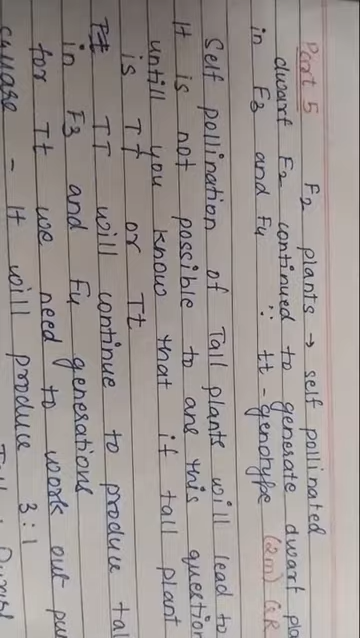 Part 5 F2 plants → self pollinated
dwarf F2 continued to generate dwarf
in F3 and F4 ∴ tt - genotype (2m) GR
Self pollination of Tall plants will lead to
It is not possible to ans this question
untill you know that if tall plant
is TT or Tt
TT will continue to produce
in F3 and F4 generations
for Tt we need to work out
square - It will produce 3:1